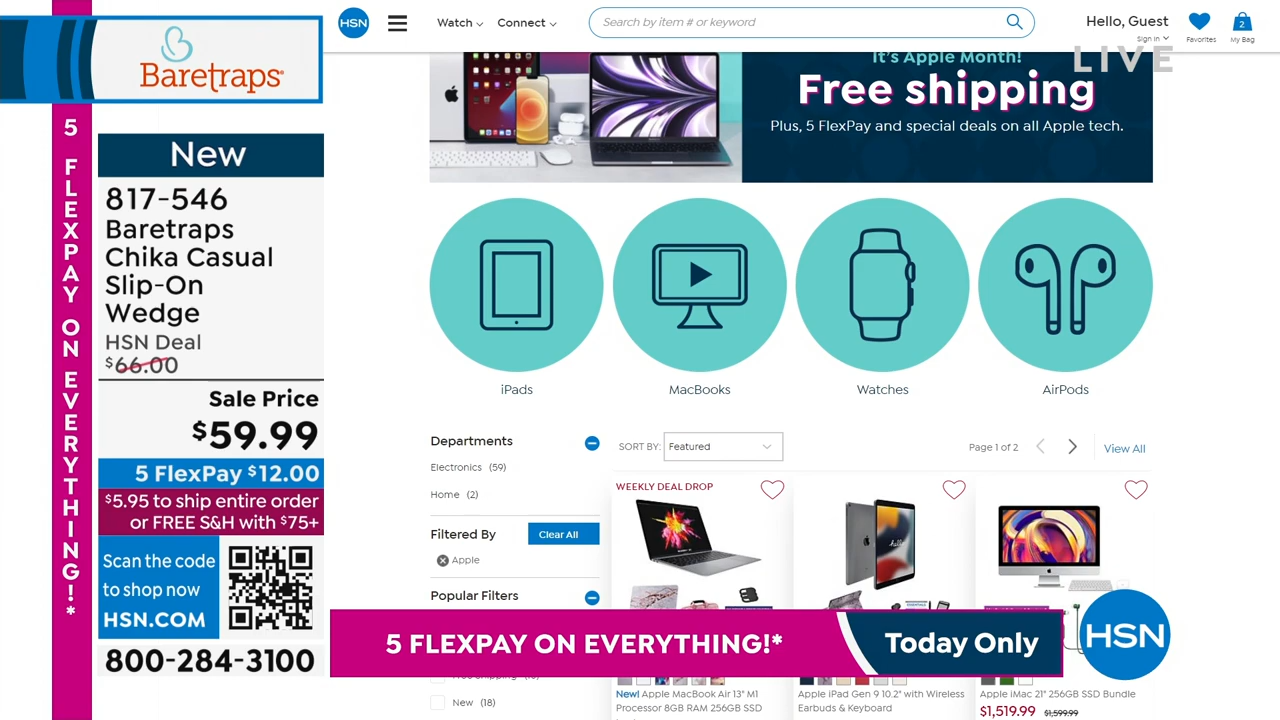 Baretraps®
5 FLEXPAY ON EVERYTHING!*
New
817-546
Baretraps
Chika Casual
Slip-On
Wedge
HSN Deal
$66.00
Sale Price
$59.99
5 FlexPay $12.00
$5.95 to ship entire order
or FREE S&H with $75+
Scan the code
to shop now
HSN.COM
800-284-3100
HSN
Watch
Connect
Search by item # or keyword
Hello, Guest
Sign In
Favorites
2
My Bag
LIVE
It's Apple Month!
Free shipping
Plus, 5 FlexPay and special deals on all Apple tech.
iPads
MacBooks
Watches
AirPods
Departments
Electronics (59)
Home (2)
Filtered By
Clear All
Apple
Popular Filters
New (18)
SORT BY:
Featured
Page 1 of 2
View All
WEEKLY DEAL DROP
hello
5 FLEXPAY ON EVERYTHING!*
Today Only
HSN
New! Apple MacBook Air 13" M1
Processor 8GB RAM 256GB SSD
Apple iPad Gen 9 10.2" with Wireless
Earbuds & Keyboard
Apple iMac 21" 256GB SSD Bundle
$1,519.99 $1,599.99